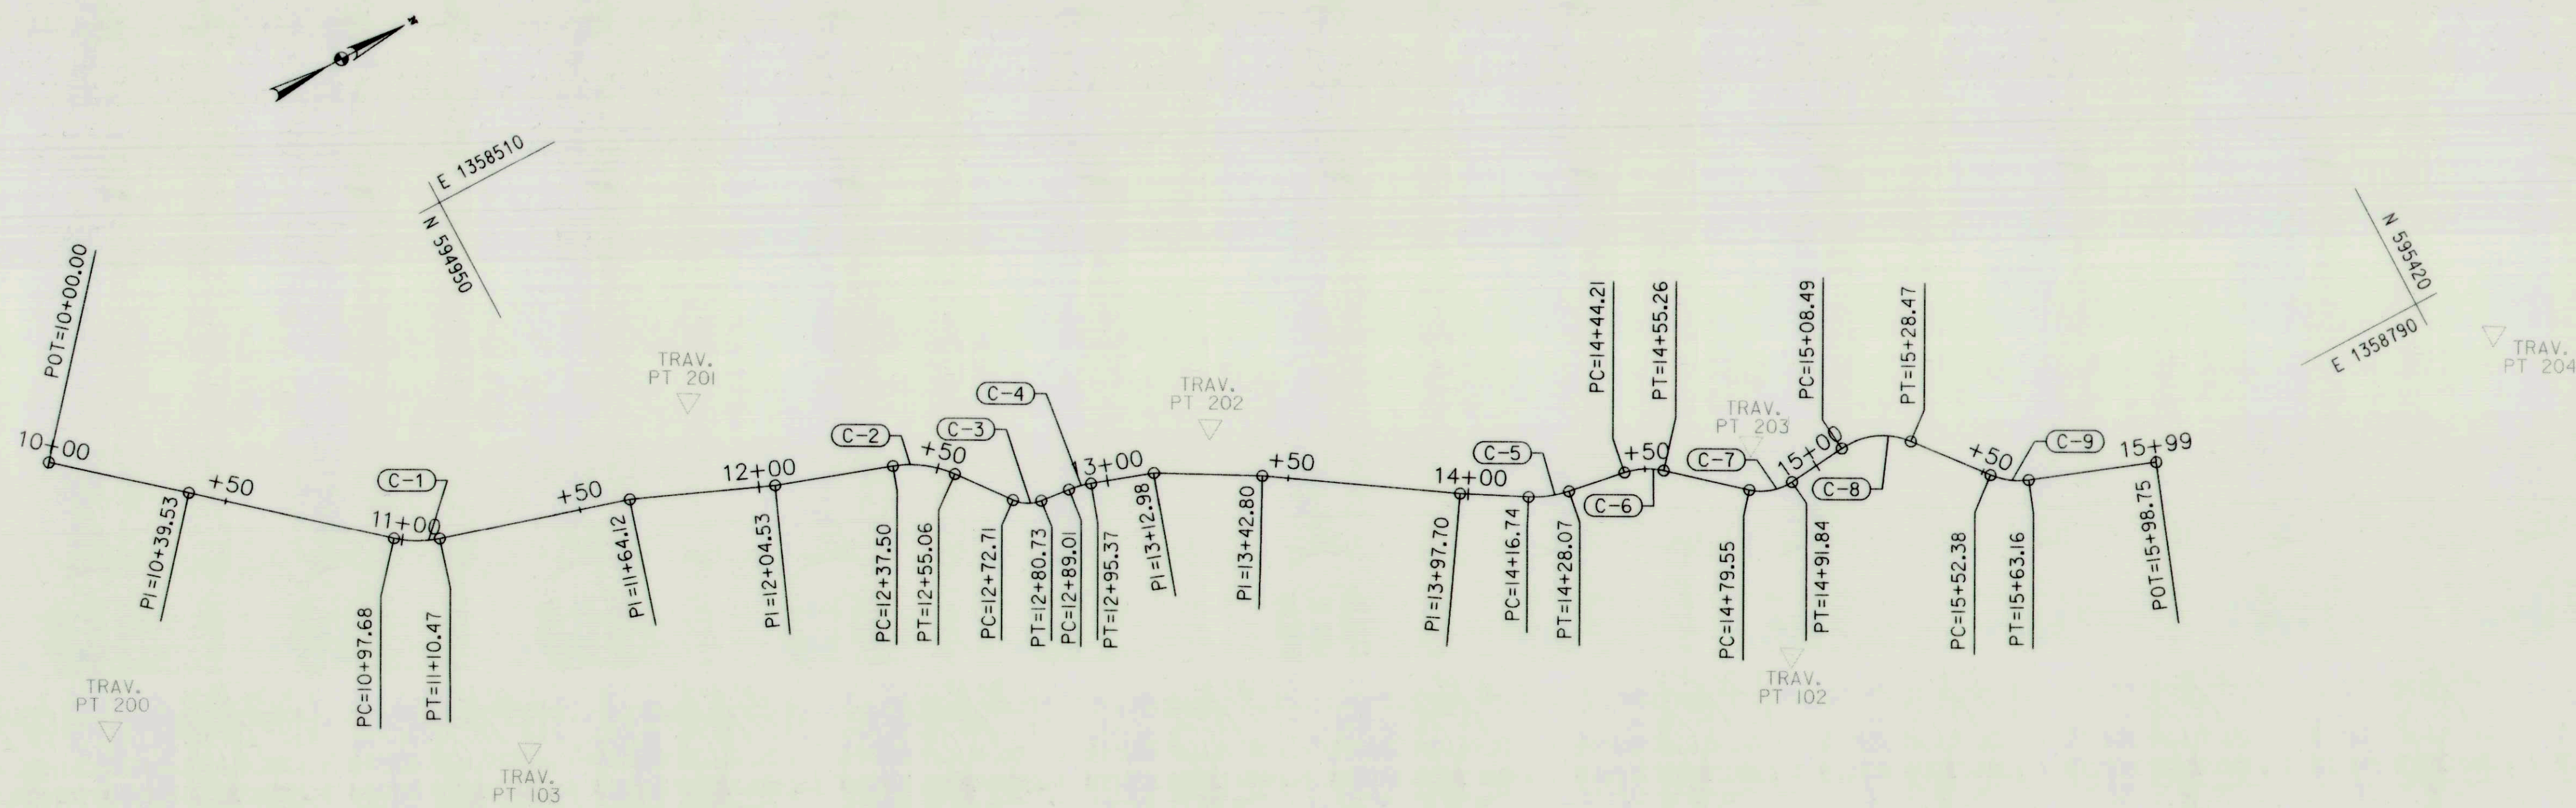 E 1358510
N 594950
N 595420
E 1358790
POT=10+00.00
10+00
PI=10+39.53
+50
PC=10+97.68
11+00
C-1
PT=11+10.47
+50
PI=11+64.12
12+00
PI=12+04.53
C-2
PC=12+37.50
+50
PT=12+55.06
C-3
PC=12+72.71
PT=12+80.73
C-4
PC=12+89.01
PT=12+95.37
13+00
PI=13+12.98
PI=13+42.80
+50
PI=13+97.70
14+00
PC=14+16.74
C-5
PT=14+28.07
PC=14+44.21
+50
C-6
PT=14+55.26
PC=14+79.55
C-7
PT=14+91.84
15+00
PC=15+08.49
C-8
PT=15+28.47
+50
PC=15+52.38
C-9
PT=15+63.16
15+99
POT=15+98.75
TRAV.
PT 200
TRAV.
PT 103
TRAV.
PT 201
TRAV.
PT 202
TRAV.
PT 203
TRAV.
PT 102
TRAV.
PT 204